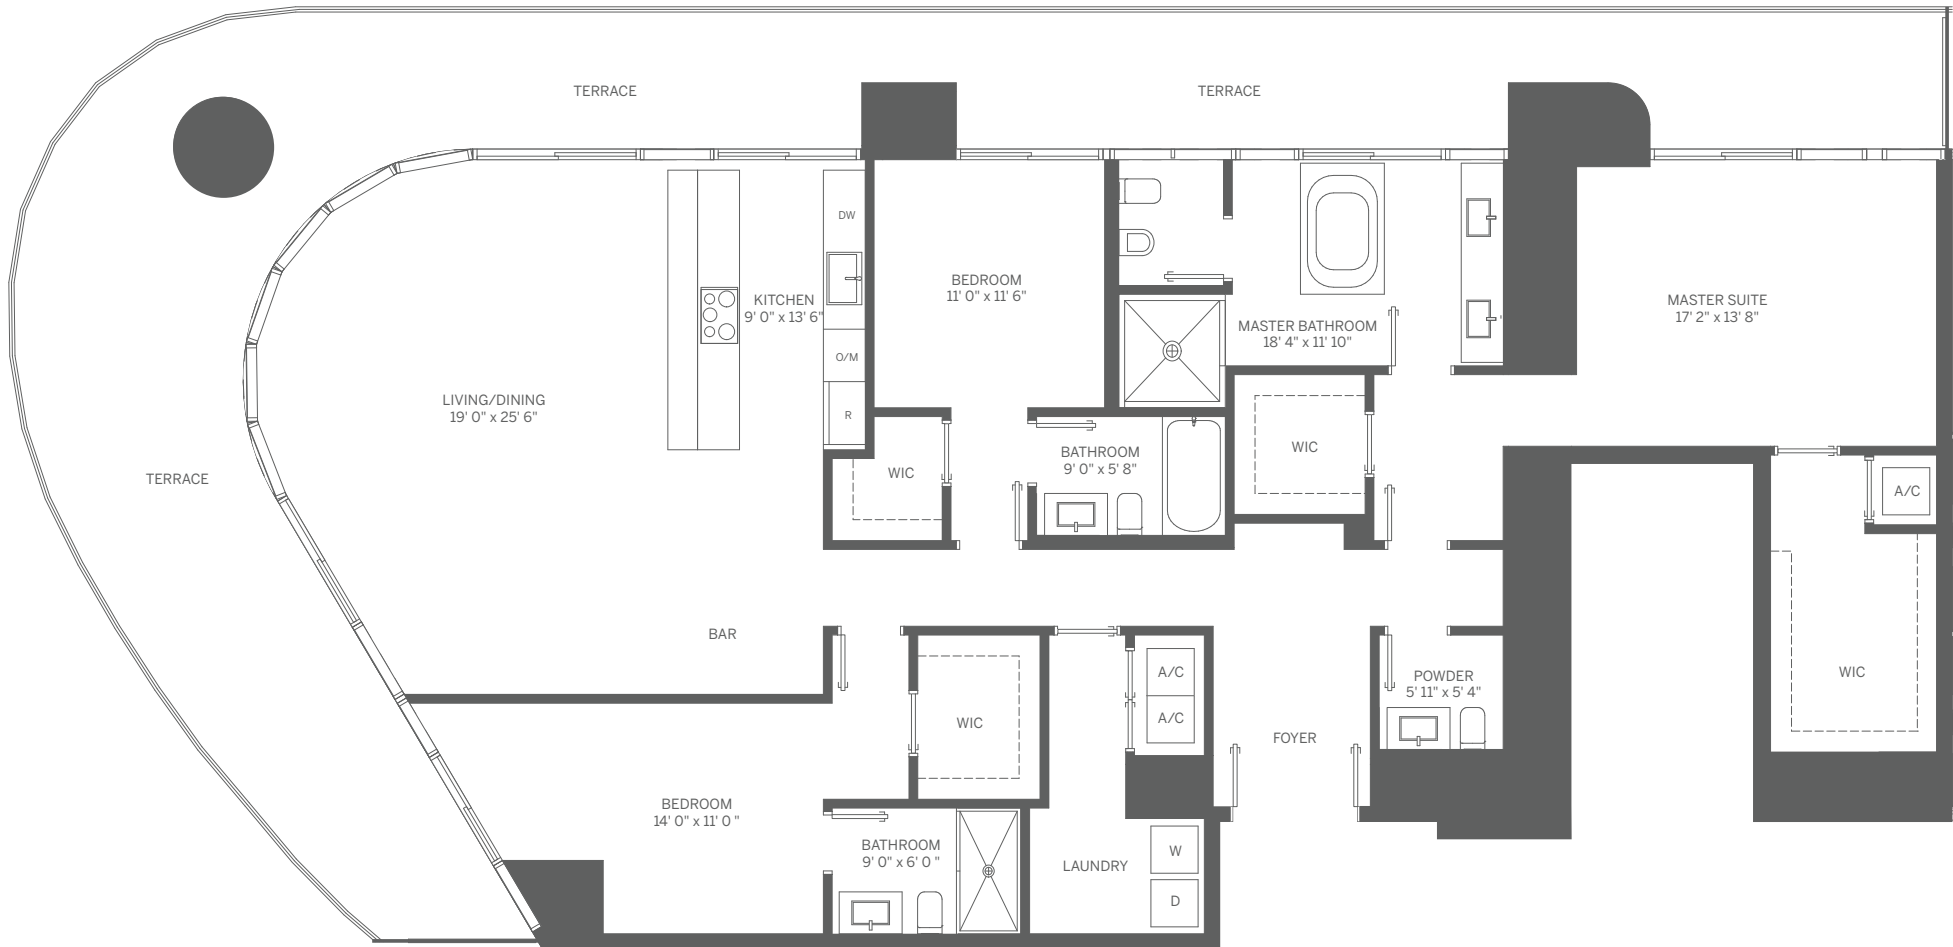 TERRACE
TERRACE
DW
KITCHEN
9' 0" x 13' 6"
O/M
R
BEDROOM
11' 0" x 11' 6"
MASTER BATHROOM
18' 4" x 11' 10"
MASTER SUITE
17' 2" x 13' 8"
LIVING/DINING
19' 0" x 25' 6"
TERRACE
WIC
BATHROOM
9' 0" x 5' 8"
WIC
A/C
BAR
WIC
A/C
A/C
POWDER
5' 11" x 5' 4"
WIC
FOYER
BEDROOM
14' 0" x 11' 0 "
BATHROOM
9' 0" x 6' 0 "
LAUNDRY
W
D